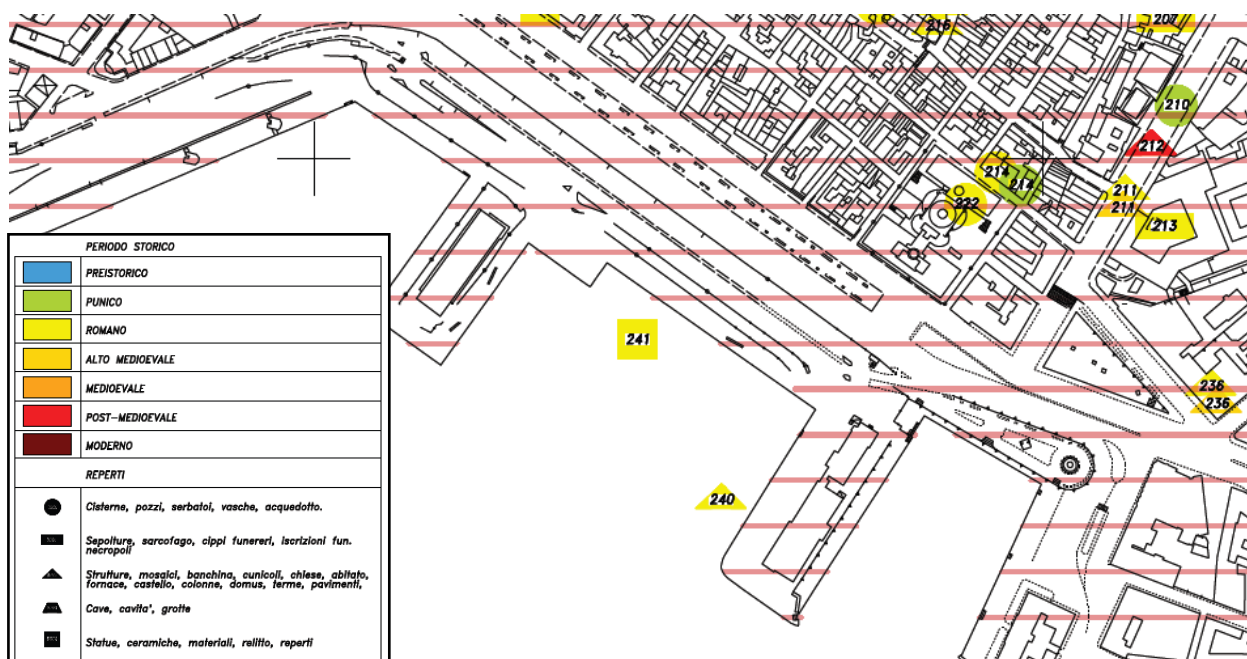 216
207
210
212
214
214
211
222
211
213
241
236
236
240
PERIODO STORICO
PREISTORICO
PUNICO
ROMANO
ALTO MEDIOEVALE
MEDIOEVALE
POST-MEDIOEVALE
MODERNO
REPERTI
Cisterne, pozzi, serbatoi, vasche, acquedotto.
Sepolture, sarcofago, cippi funereri, iscrizioni fun.
necropoli
Strutture, mosaici, banchina, cunicoli, chiese, abitato,
fornace, castello, colonne, domus, terme, pavimenti,
Cave, cavita', grotte
Statue, ceramiche, materiali, relitto, reperti